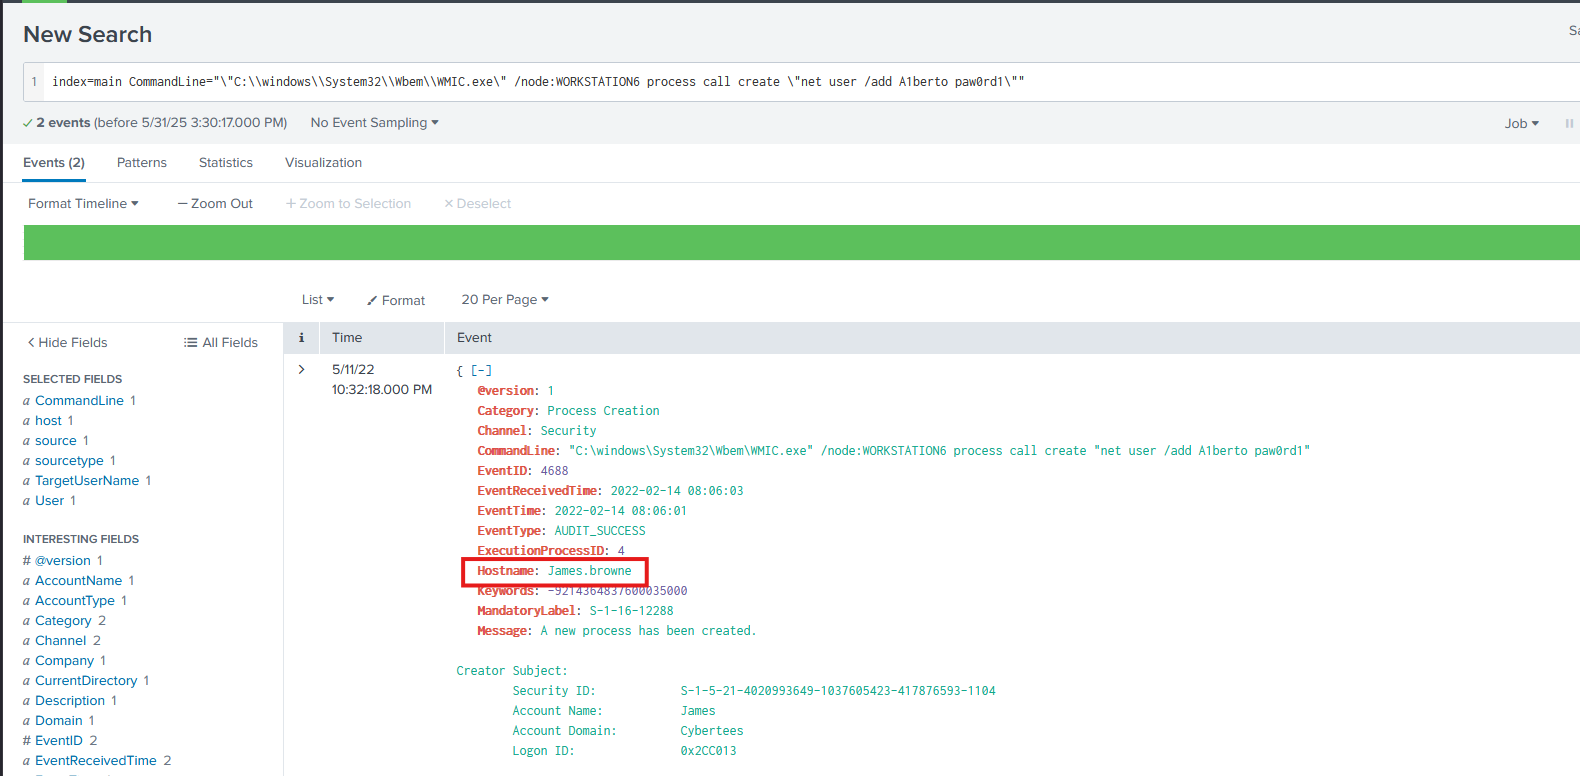 New Search
Sa
1 index=main CommandLine="\"C:\\windows\\System32\\Wbem\\WMIC.exe\" /node:WORKSTATION6 process call create \"net user /add A1berto paw0rd1\""
2 events (before 5/31/25 3:30:17.000 PM) No Event Sampling Job
Events (2) Patterns Statistics Visualization
Format Timeline — Zoom Out + Zoom to Selection × Deselect
List Format 20 Per Page
< Hide Fields All Fields i Time Event
SELECTED FIELDS
a CommandLine 1
a host 1
a source 1
a sourcetype 1
a TargetUserName 1
a User 1
INTERESTING FIELDS
# @version 1
a AccountName 1
a AccountType 1
a Category 2
a Channel 2
a Company 1
a CurrentDirectory 1
a Description 1
a Domain 1
# EventID 2
a EventReceivedTime 2
> 5/11/22
10:32:18.000 PM
{ [-]
@version: 1
Category: Process Creation
Channel: Security
CommandLine: "C:\windows\System32\Wbem\WMIC.exe" /node:WORKSTATION6 process call create "net user /add A1berto paw0rd1"
EventID: 4688
EventReceivedTime: 2022-02-14 08:06:03
EventTime: 2022-02-14 08:06:01
EventType: AUDIT_SUCCESS
ExecutionProcessID: 4
Hostname: James.browne
Keywords: -9214364837600035000
MandatoryLabel: S-1-16-12288
Message: A new process has been created.
Creator Subject:
Security ID: S-1-5-21-4020993649-1037605423-417876593-1104
Account Name: James
Account Domain: Cybertees
Logon ID: 0x2CC013